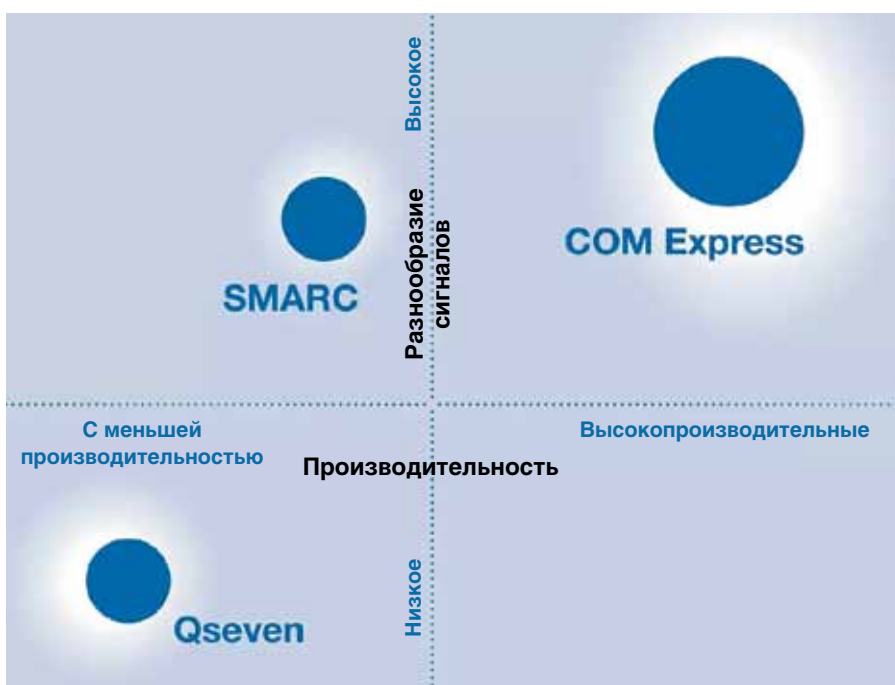 Высокое
Разнообразие
сигналов
COM Express
SMARC
С меньшей
производительностью
Высокопроизводительные
Производительность
Низкое
Qseven